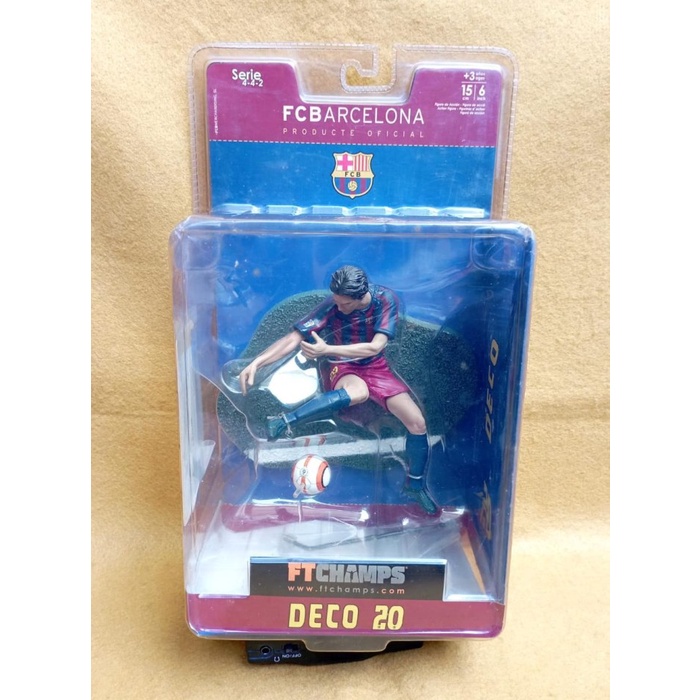 Serie
4-4-2
+3 años
15 6
cm inch
FCBARCELONA
PRODUCTE OFICIAL
FCB
DECO
FTCHAMPS
www.ftchamps.com
DECO 20